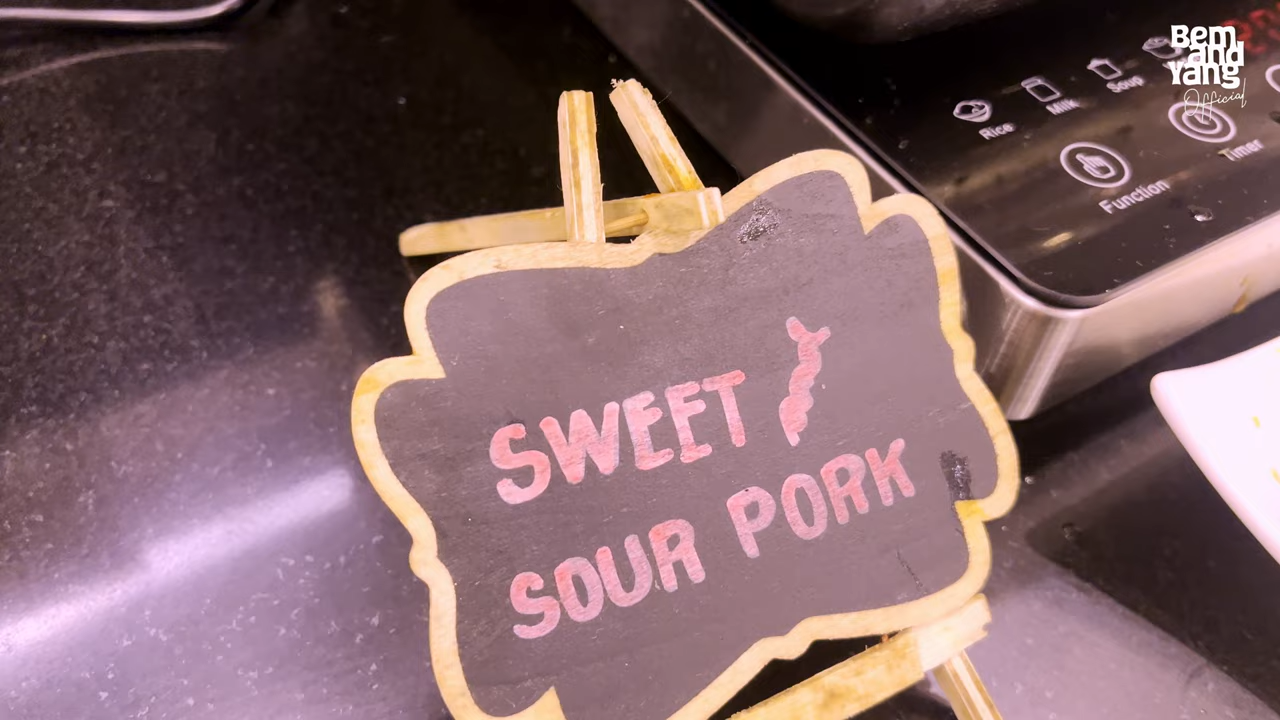 Bem
and
Yang
Official
Rice
Milk
Soup
Function
Timer
SWEET
SOUR PORK